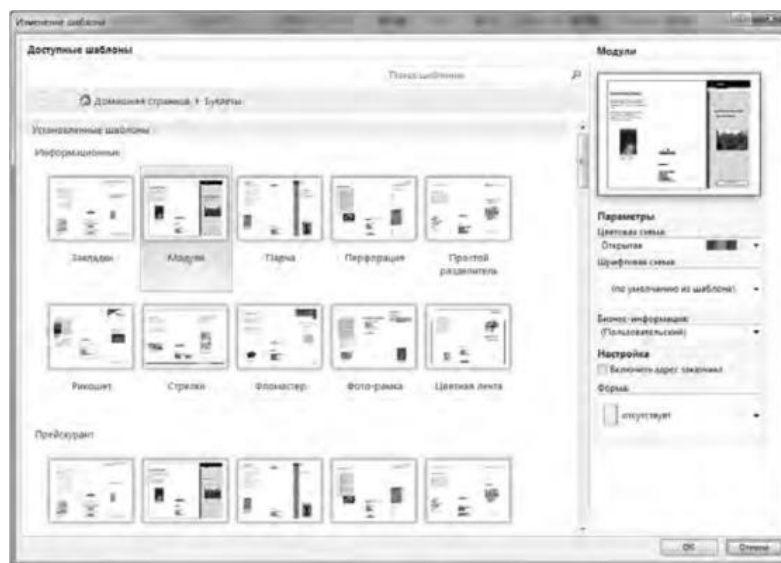 Изменение шаблона
Доступные шаблоны
Поиск шаблонов
Домашняя страница ▸ Буклеты
Установленные шаблоны
Информационные
Закладки
Модули
Парча
Перфорация
Простой
разделитель
Рикошет
Стрелки
Фломастер
Фото-рамка
Цветная лента
Прейскурант
Модули
Параметры
Цветовая схема:
Открытая
Шрифтовая схема:
(по умолчанию из шаблона)
Бизнес-информация:
(Пользовательский)
Настройка
Включить адрес заказчика
Форма:
отсутствует
ОК
Отмена